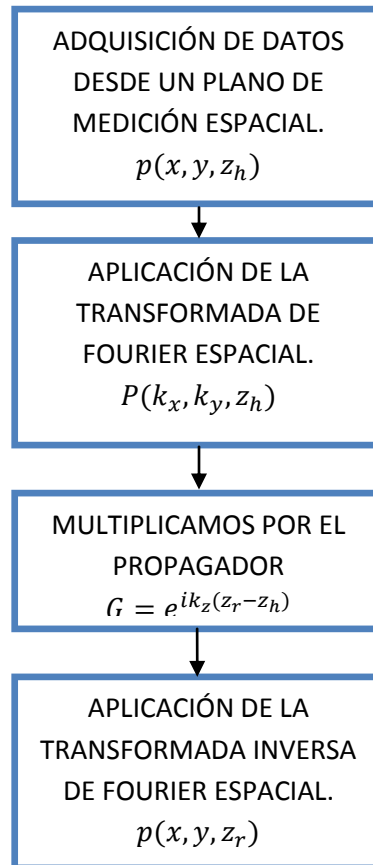 ADQUISICIÓN DE DATOS
DESDE UN PLANO DE
MEDICIÓN ESPACIAL.
p(x, y, z_h)
APLICACIÓN DE LA
TRANSFORMADA DE
FOURIER ESPACIAL.
P(k_x, k_y, z_h)
MULTIPLICAMOS POR EL
PROPAGADOR
G = e^{ik_z(z_r−z_h)}
APLICACIÓN DE LA
TRANSFORMADA INVERSA
DE FOURIER ESPACIAL.
p(x, y, z_r)